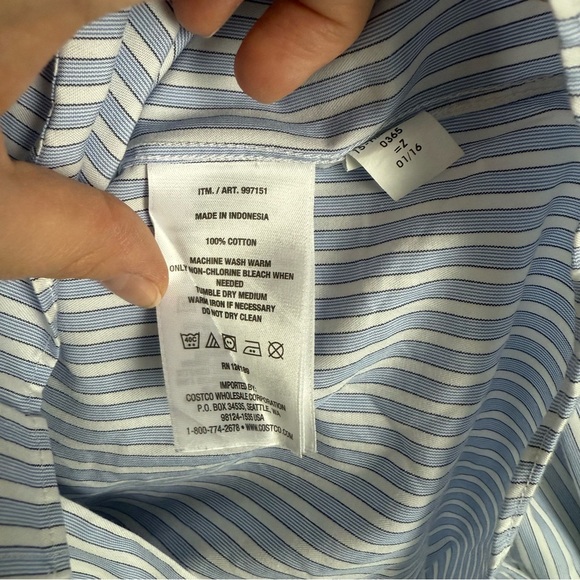 ITM. / ART. 997151
MADE IN INDONESIA
100% COTTON
MACHINE WASH WARM
ONLY NON-CHLORINE BLEACH WHEN
NEEDED
TUMBLE DRY MEDIUM
WARM IRON IF NECESSARY
DO NOT DRY CLEAN
40C
IMPORTED BY:
COSTCO WHOLESALE CORPORATION
P.O. BOX 34535, SEATTLE, WA
98124-1535 USA
1-800-774-2678 • WWW.COSTCO.COM
0365
=Z
01/16